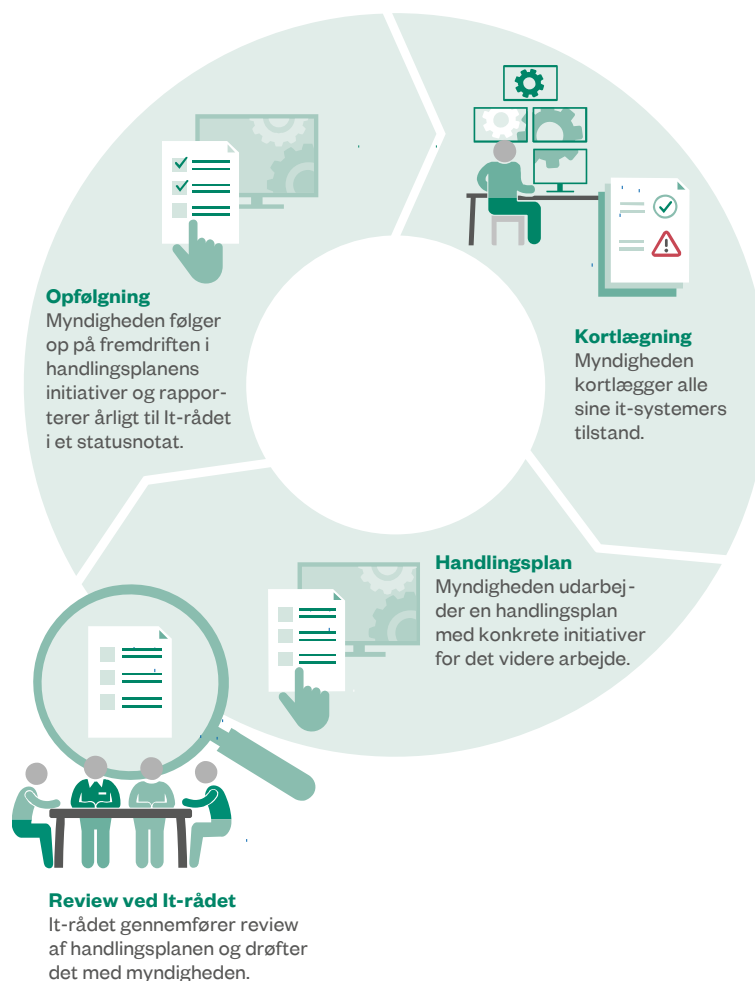 Opfølgning
Myndigheden følger
op på fremdriften i
handlingsplanens
initiativer og rappor-
terer årligt til It-rådet
i et statusnotat.
Kortlægning
Myndigheden
kortlægger alle
sine it-systemers
tilstand.
Handlingsplan
Myndigheden udarbej-
der en handlingsplan
med konkrete initiativer
for det videre arbejde.
Review ved It-rådet
It-rådet gennemfører review
af handlingsplanen og drøfter
det med myndigheden.